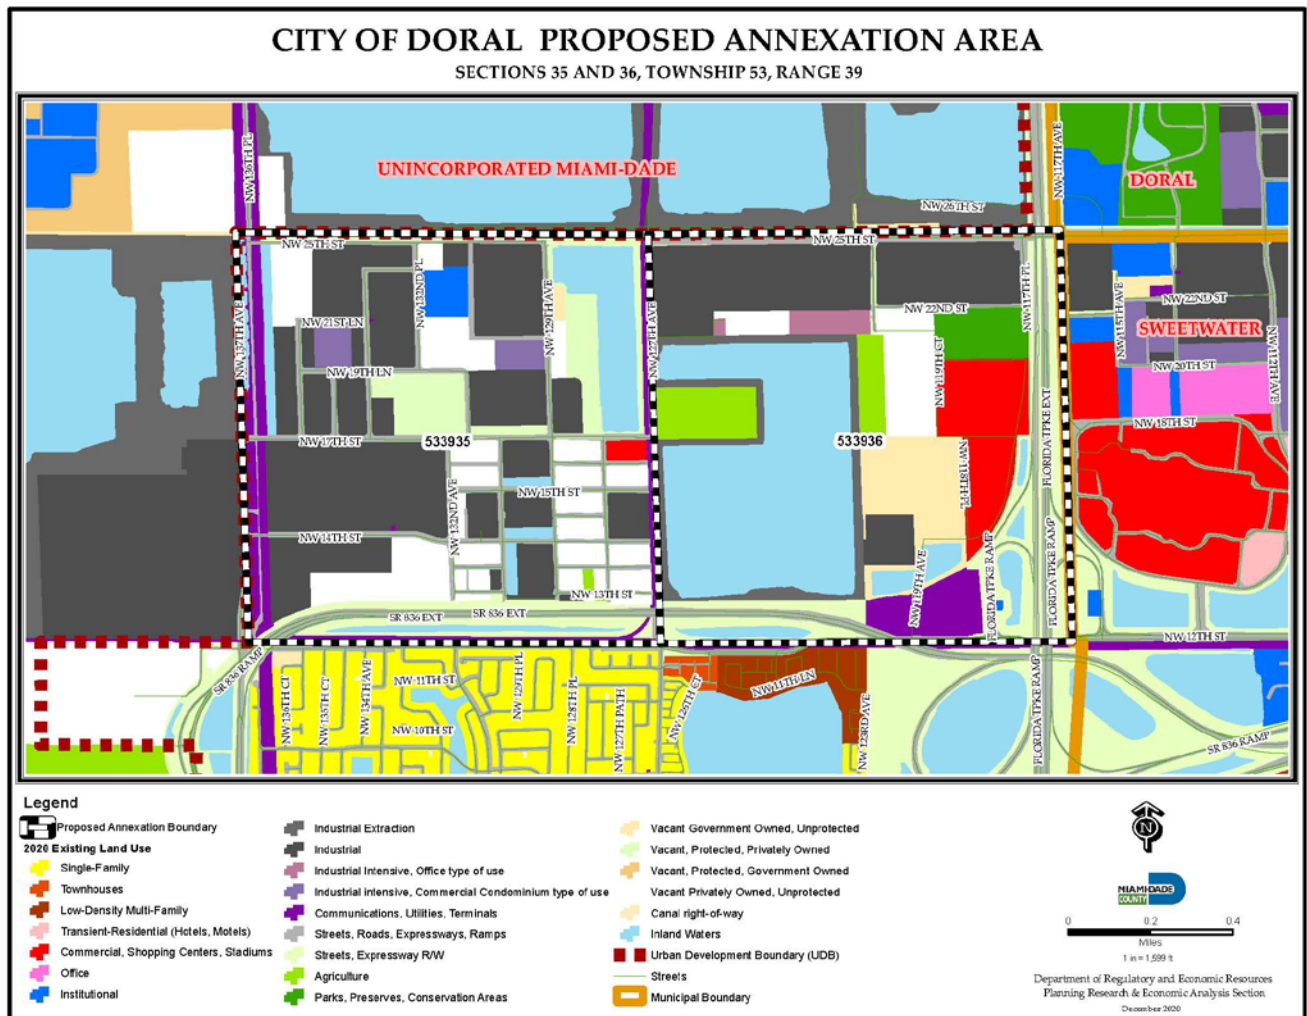 CITY OF DORAL PROPOSED ANNEXATION AREA
SECTIONS 35 AND 36, TOWNSHIP 53, RANGE 39
UNINCORPORATED MIAMI-DADE
DORAL
SWEETWATER
NW 136TH PL
NW 117TH AVE
NW 26TH ST
NW 25TH ST
NW 25TH ST
NW 132ND PL
NW 129TH AVE
NW 137TH AVE
NW 127TH AVE
NW 117TH PL
NW 22ND ST
NW 22ND ST
NW 21ST LN
NW 115TH AVE
NW 112TH AVE
NW 119TH CT
NW 19TH LN
NW 20TH ST
NW 18TH ST
NW 17TH ST
533935
533936
FLORIDA TPKE EXT
NW 118TH PL
NW 132ND AVE
NW 15TH ST
NW 14TH ST
NW 13TH ST
NW 119TH AVE
FLORIDA TPKE RAMP
FLORIDA TPKE RAMP
SR 836 EXT
SR 836 EXT
NW 12TH ST
SR 836 RAMP
NW 136TH CT
NW 135TH CT
NW 134TH AVE
NW 11TH ST
NW 10TH ST
NW 129TH PL
NW 128TH PL
NW 127TH PATH
NW 126TH CT
NW 11TH LN
NW 123RD AVE
FLORIDA TPKE RAMP
SR 836 RAMP
Legend
Proposed Annexation Boundary
2020 Existing Land Use
Single-Family
Townhouses
Low-Density Multi-Family
Transient-Residential (Hotels, Motels)
Commercial, Shopping Centers, Stadiums
Office
Institutional
Industrial Extraction
Industrial
Industrial Intensive, Office type of use
Industrial intensive, Commercial Condominium type of use
Communications, Utilities, Terminals
Streets, Roads, Expressways, Ramps
Streets, Expressway R/W
Agriculture
Parks, Preserves, Conservation Areas
Vacant Government Owned, Unprotected
Vacant, Protected, Privately Owned
Vacant, Protected, Government Owned
Vacant Privately Owned, Unprotected
Canal right-of-way
Inland Waters
Urban Development Boundary (UDB)
Streets
Municipal Boundary
N
MIAMI-DADE
COUNTY
0 0.2 0.4
Miles
1 in = 1,599 ft
Department of Regulatory and Economic Resources
Planning Research & Economic Analysis Section
December 2020